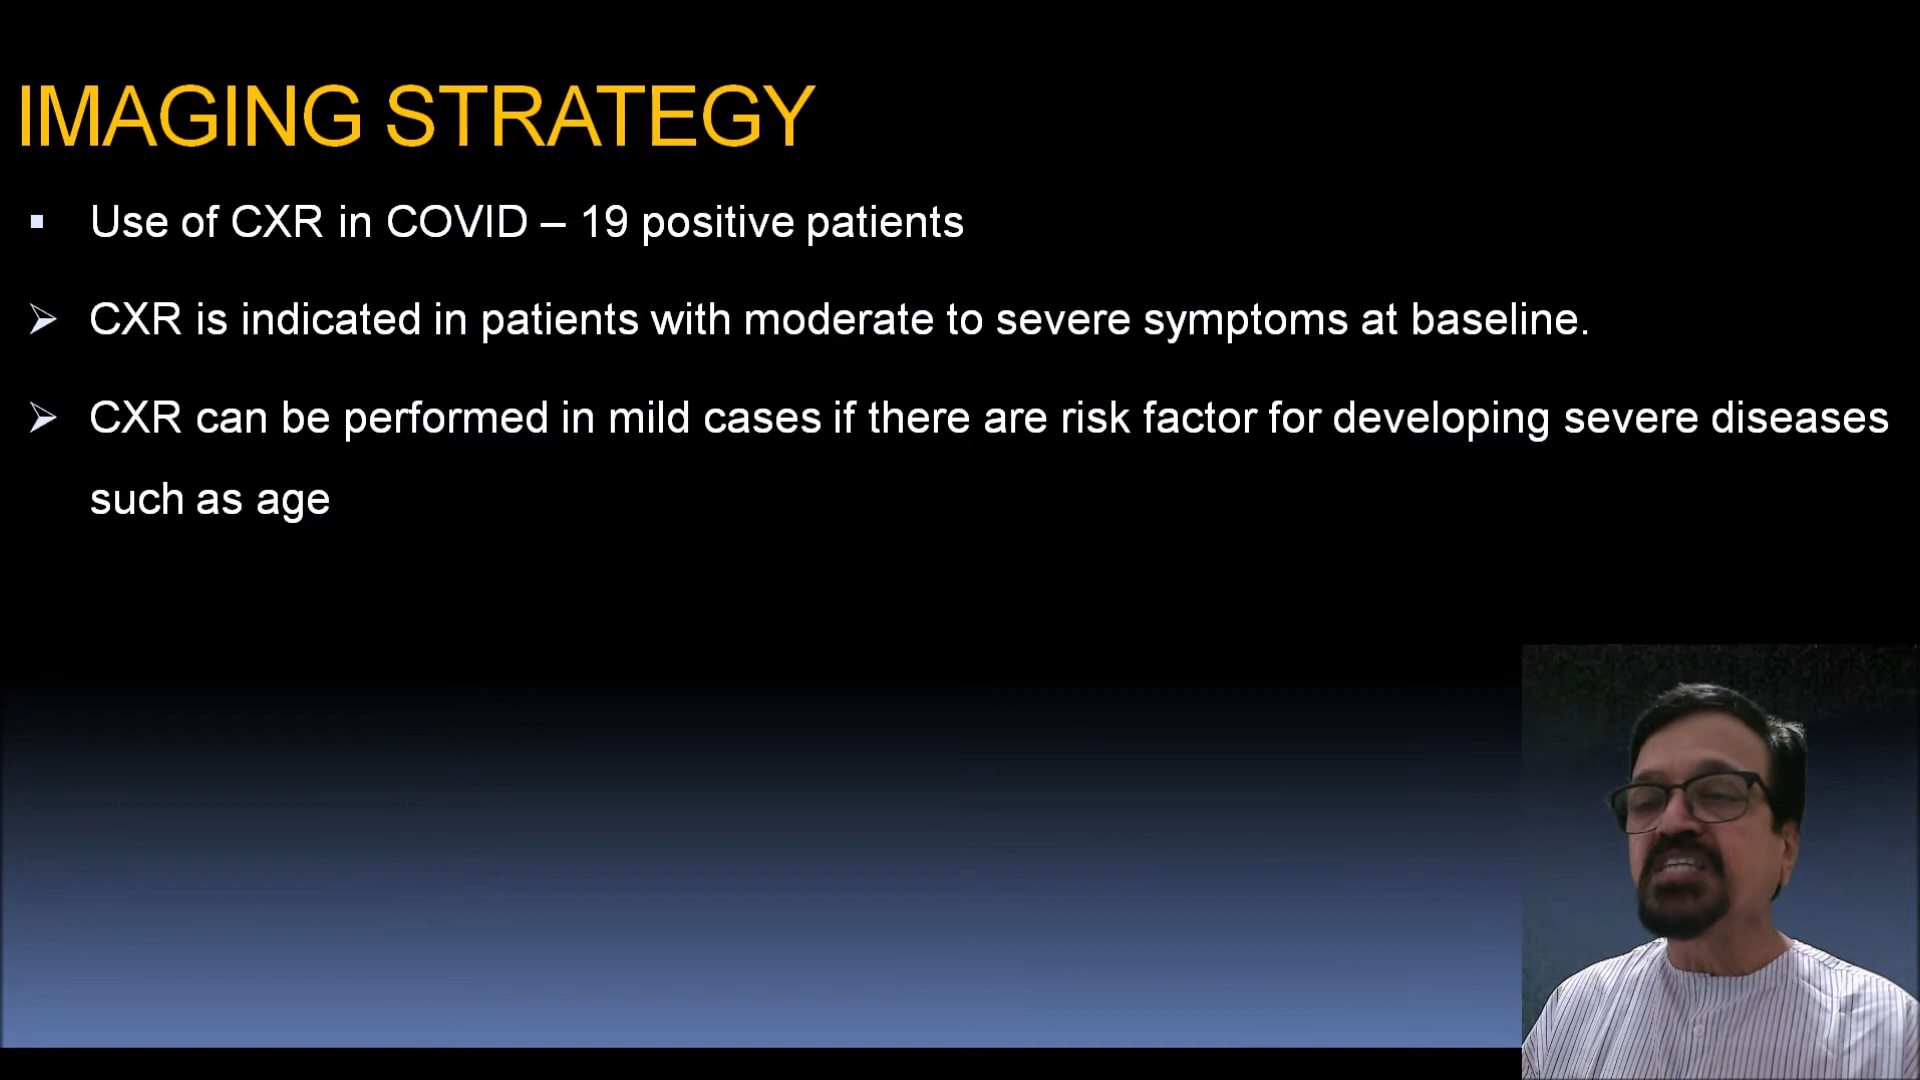 IMAGING STRATEGY
▪ Use of CXR in COVID – 19 positive patients
➢ CXR is indicated in patients with moderate to severe symptoms at baseline.
➢ CXR can be performed in mild cases if there are risk factor for developing severe diseases
such as age